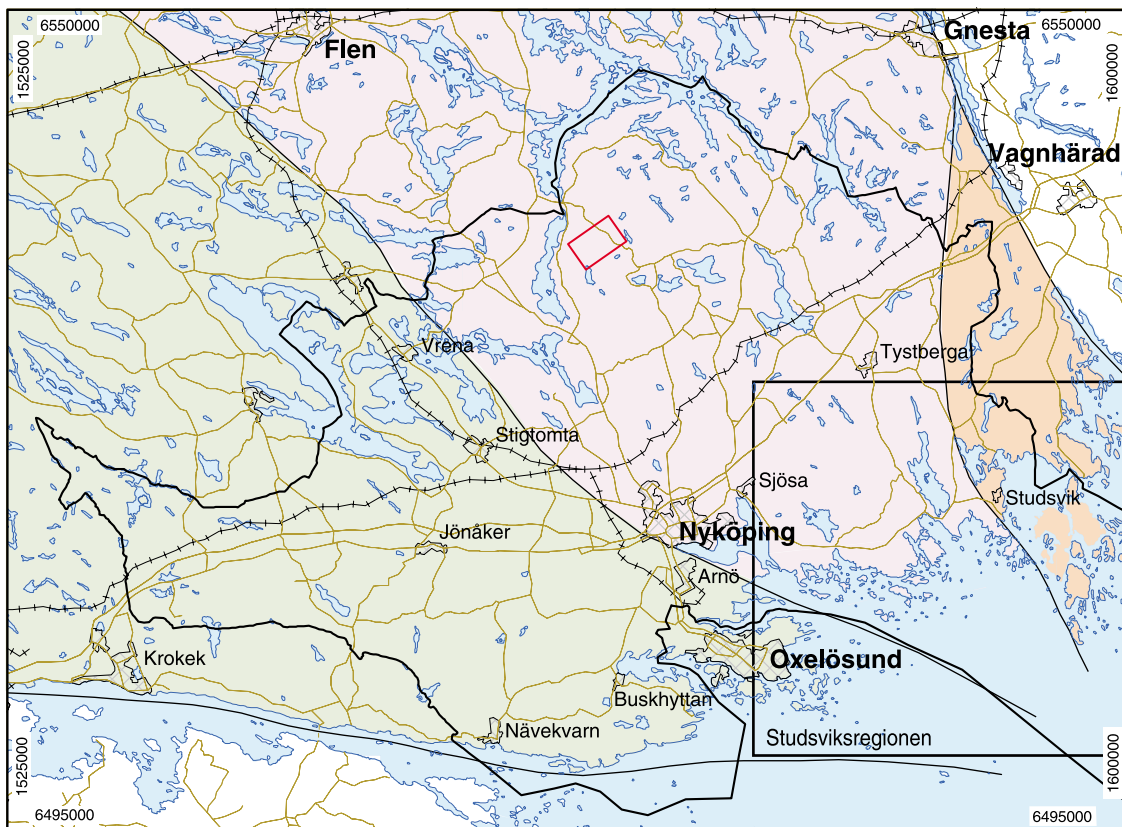 6550000
Flen
Gnesta
6550000
1525000
1600000
Vagnhärad
Vrena
Tystberga
Stigtomta
Sjösa
Studsvik
Nyköping
Jönåker
Arnö
Krokek
Oxelösund
Buskhyttan
Nävekvarn
Studsviksregionen
1525000
1600000
6495000
6495000